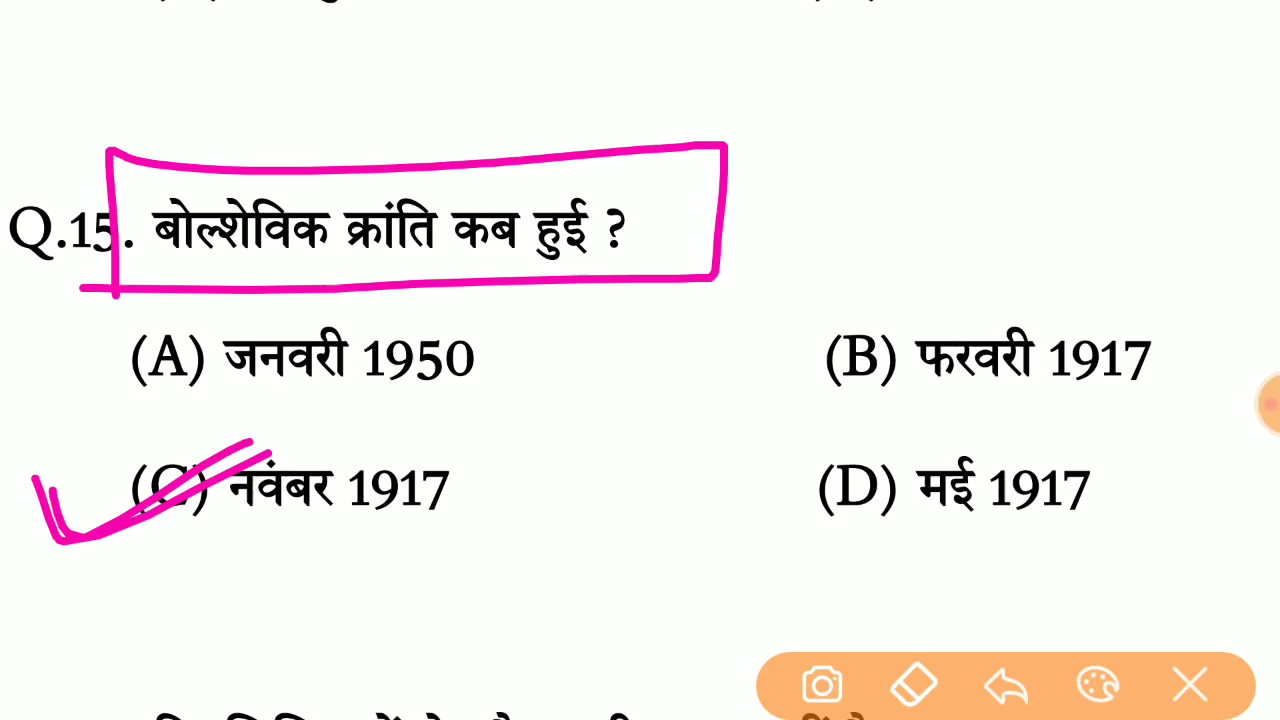 Q.15. बोल्शेविक क्रांति कब हुई ?
(A) जनवरी 1950 (B) फरवरी 1917
(C) नवंबर 1917 (D) मई 1917